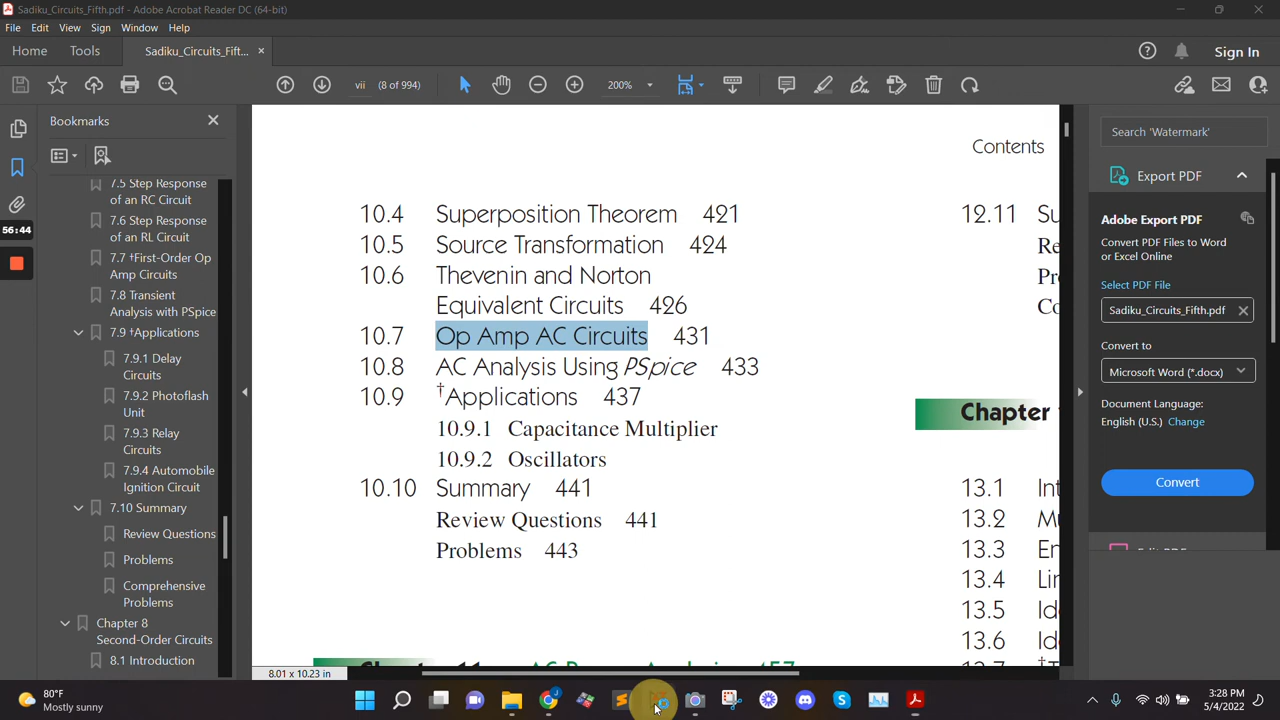 Sadiku_Circuits_Fifth.pdf - Adobe Acrobat Reader DC (64-bit)
File Edit View Sign Window Help
Home Tools Sadiku_Circuits_Fift... × Sign In
vii (8 of 994) 200%
Bookmarks
7.5 Step Response
of an RC Circuit
7.6 Step Response
of an RL Circuit
7.7 †First-Order Op
Amp Circuits
7.8 Transient
Analysis with PSpice
7.9 †Applications
7.9.1 Delay
Circuits
7.9.2 Photoflash
Unit
7.9.3 Relay
Circuits
7.9.4 Automobile
Ignition Circuit
7.10 Summary
Review Questions
Problems
Comprehensive
Problems
Chapter 8
Second-Order Circuits
8.1 Introduction
56:44
Contents
10.4 Superposition Theorem 421
10.5 Source Transformation 424
10.6 Thevenin and Norton
Equivalent Circuits 426
10.7 Op Amp AC Circuits 431
10.8 AC Analysis Using PSpice 433
10.9 †Applications 437
10.9.1 Capacitance Multiplier
10.9.2 Oscillators
10.10 Summary 441
Review Questions 441
Problems 443
12.11 Su
Re
Pr
Co
Chapter
13.1 Int
13.2 Mu
13.3 En
13.4 Lir
13.5 Ide
13.6 Ide
8.01 x 10.23 in
Search 'Watermark'
Export PDF
Adobe Export PDF
Convert PDF Files to Word
or Excel Online
Select PDF File
Sadiku_Circuits_Fifth.pdf
Convert to
Microsoft Word (*.docx)
Document Language:
English (U.S.) Change
Convert
80°F
Mostly sunny
3:28 PM
5/4/2022